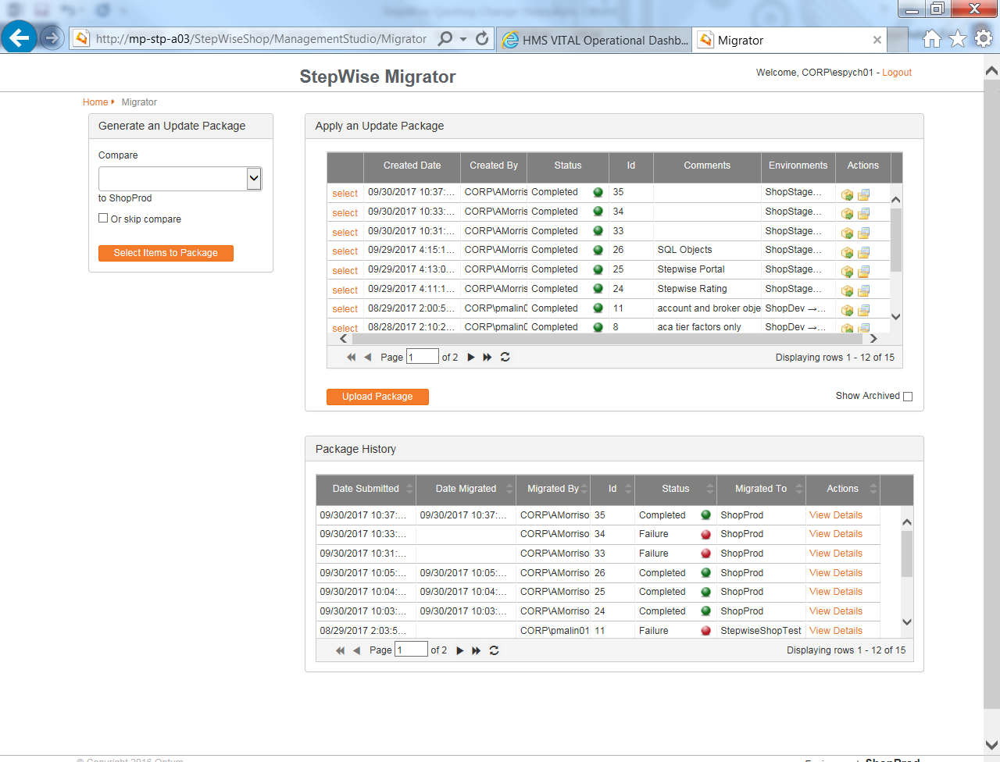 http://mp-stp-a03/StepWiseShop/ManagementStudio/Migrator
HMS VITAL Operational Dashb...
Migrator
StepWise Migrator
Welcome, CORP\espych01 - Logout
Home Migrator
Generate an Update Package
Compare
to ShopProd
Or skip compare
Select Items to Package
Apply an Update Package
Created Date Created By Status Id Comments Environments Actions
select 09/30/2017 10:37:... CORP\AMorris Completed 35 ShopStage...
select 09/30/2017 10:33:... CORP\AMorris Completed 34 ShopStage...
select 09/30/2017 10:31:... CORP\AMorris Completed 33 ShopStage...
select 09/29/2017 4:15:1... CORP\AMorris Completed 26 SQL Objects ShopStage...
select 09/29/2017 4:13:0... CORP\AMorris Completed 25 Stepwise Portal ShopStage...
select 09/29/2017 4:11:1... CORP\AMorris Completed 24 Stepwise Rating ShopStage...
select 08/29/2017 2:00:5... CORP\pmalin0 Completed 11 account and broker obje ShopDev →...
select 08/28/2017 2:10:2... CORP\pmalin0 Completed 8 aca tier factors only ShopDev →...
Page 1 of 2 Displaying rows 1 - 12 of 15
Upload Package Show Archived
Package History
Date Submitted Date Migrated Migrated By Id Status Migrated To Actions
09/30/2017 10:37:... 09/30/2017 10:37:... CORP\AMorriso 35 Completed ShopProd View Details
09/30/2017 10:33:... CORP\AMorriso 34 Failure ShopProd View Details
09/30/2017 10:31:... CORP\AMorriso 33 Failure ShopProd View Details
09/30/2017 10:05:... 09/30/2017 10:05:... CORP\AMorriso 26 Completed ShopProd View Details
09/30/2017 10:04:... 09/30/2017 10:04:... CORP\AMorriso 25 Completed ShopProd View Details
09/30/2017 10:03:... 09/30/2017 10:03:... CORP\AMorriso 24 Completed ShopProd View Details
08/29/2017 2:03:5... CORP\pmalin01 11 Failure StepwiseShopTest View Details
Page 1 of 2 Displaying rows 1 - 12 of 15
© Copyright 2016 Optum
ShopProd